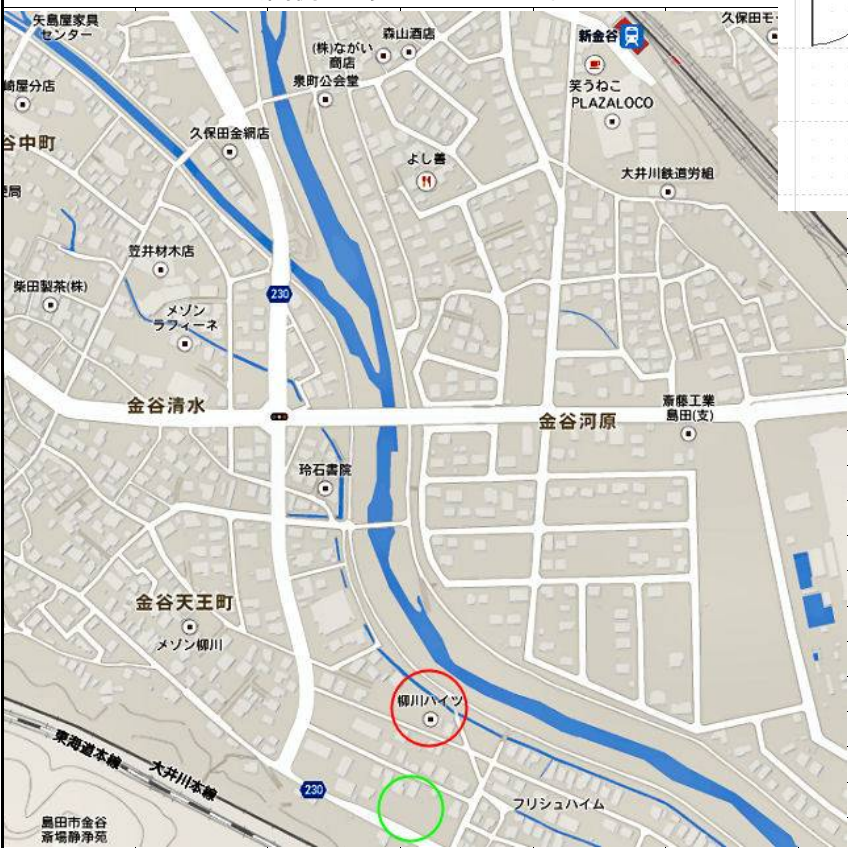 矢島屋家具
センター
森山酒店
新金谷
久保田モー
(株)ながい
商店
泉町公会堂
笑うねこ
PLAZALOCO
崎屋分店
谷中町
久保田金網店
よし善
大井川鉄道労組
便局
笠井材木店
柴田製茶(株)
230
メゾン
ラフィーネ
金谷清水
金谷河原
斎藤工業
島田(支)
玲石書院
金谷天王町
メゾン柳川
柳川ハイツ
東海道本線
大井川本線
230
フリシュハイム
島田市金谷
斎場静浄苑